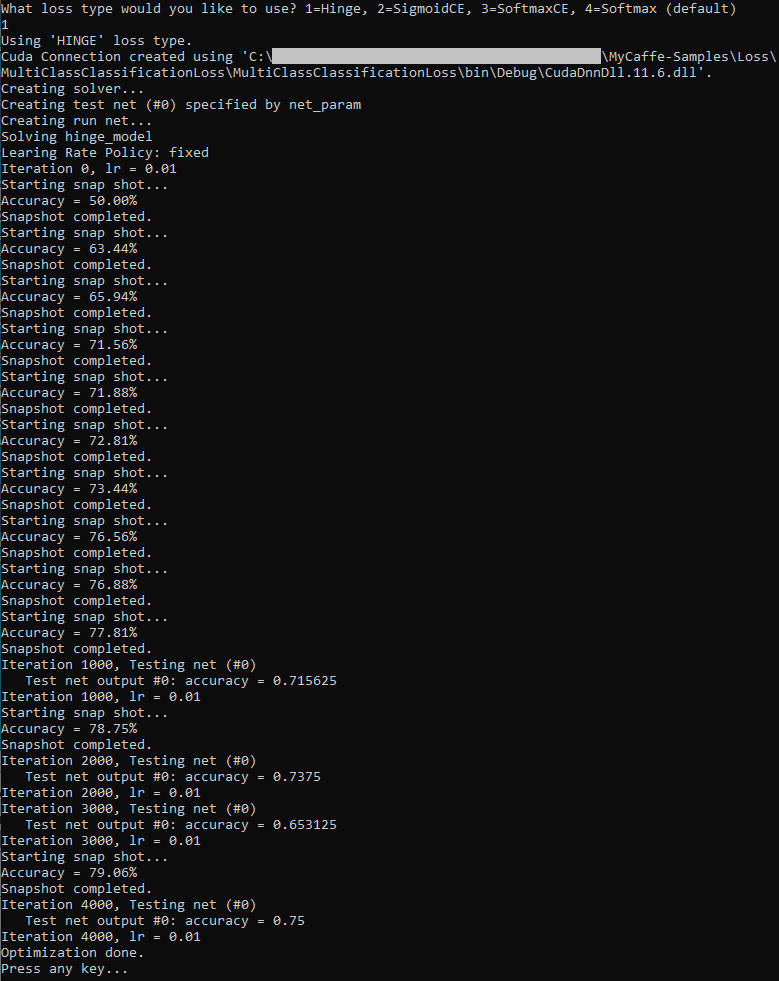 What loss type would you like to use? 1=Hinge, 2=SigmoidCE, 3=SoftmaxCE, 4=Softmax (default)
1
Using 'HINGE' loss type.
Cuda Connection created using 'C:\ \MyCaffe-Samples\Loss\
MultiClassClassificationLoss\MultiClassClassificationLoss\bin\Debug\CudaDnnDll.11.6.dll'.
Creating solver...
Creating test net (#0) specified by net_param
Creating run net...
Solving hinge_model
Learing Rate Policy: fixed
Iteration 0, lr = 0.01
Starting snap shot...
Accuracy = 50.00%
Snapshot completed.
Starting snap shot...
Accuracy = 63.44%
Snapshot completed.
Starting snap shot...
Accuracy = 65.94%
Snapshot completed.
Starting snap shot...
Accuracy = 71.56%
Snapshot completed.
Starting snap shot...
Accuracy = 71.88%
Snapshot completed.
Starting snap shot...
Accuracy = 72.81%
Snapshot completed.
Starting snap shot...
Accuracy = 73.44%
Snapshot completed.
Starting snap shot...
Accuracy = 76.56%
Snapshot completed.
Starting snap shot...
Accuracy = 76.88%
Snapshot completed.
Starting snap shot...
Accuracy = 77.81%
Snapshot completed.
Iteration 1000, Testing net (#0)
Test net output #0: accuracy = 0.715625
Iteration 1000, lr = 0.01
Starting snap shot...
Accuracy = 78.75%
Snapshot completed.
Iteration 2000, Testing net (#0)
Test net output #0: accuracy = 0.7375
Iteration 2000, lr = 0.01
Iteration 3000, Testing net (#0)
Test net output #0: accuracy = 0.653125
Iteration 3000, lr = 0.01
Starting snap shot...
Accuracy = 79.06%
Snapshot completed.
Iteration 4000, Testing net (#0)
Test net output #0: accuracy = 0.75
Iteration 4000, lr = 0.01
Optimization done.
Press any key...